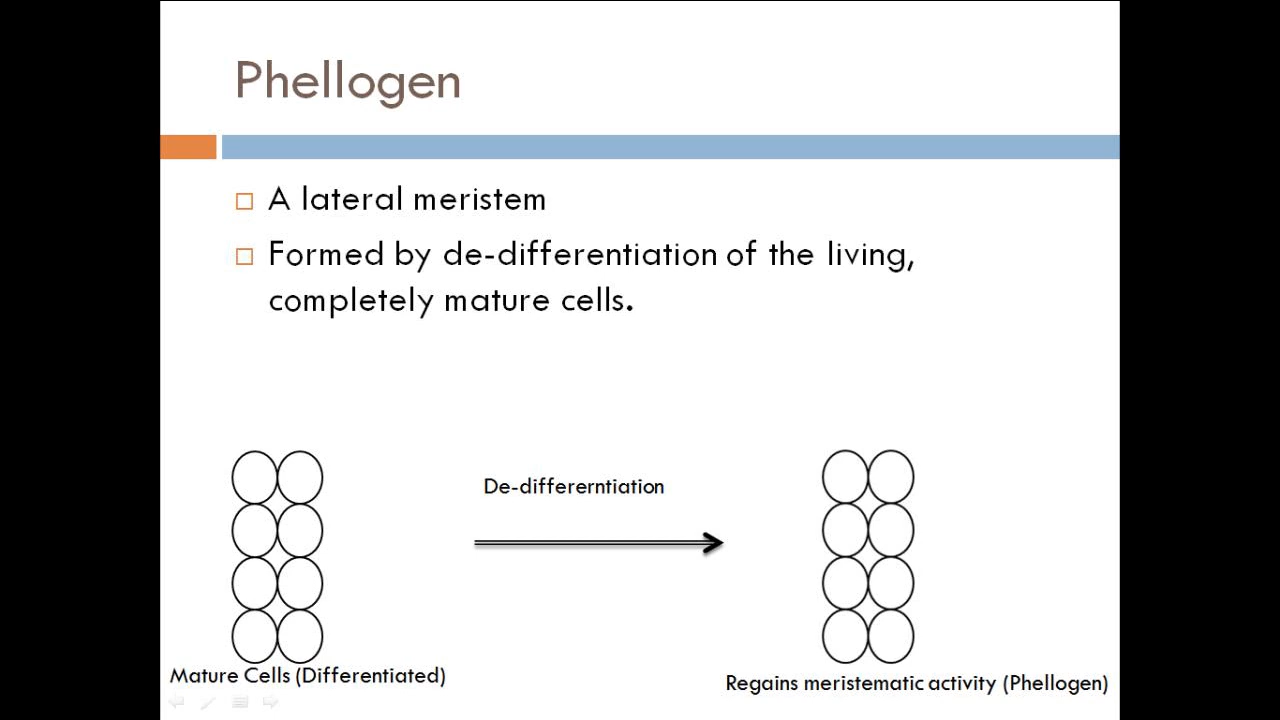 Phellogen
A lateral meristem
Formed by de-differentiation of the living,
completely mature cells.
De-differerntiation
Mature Cells (Differentiated)
Regains meristematic activity (Phellogen)